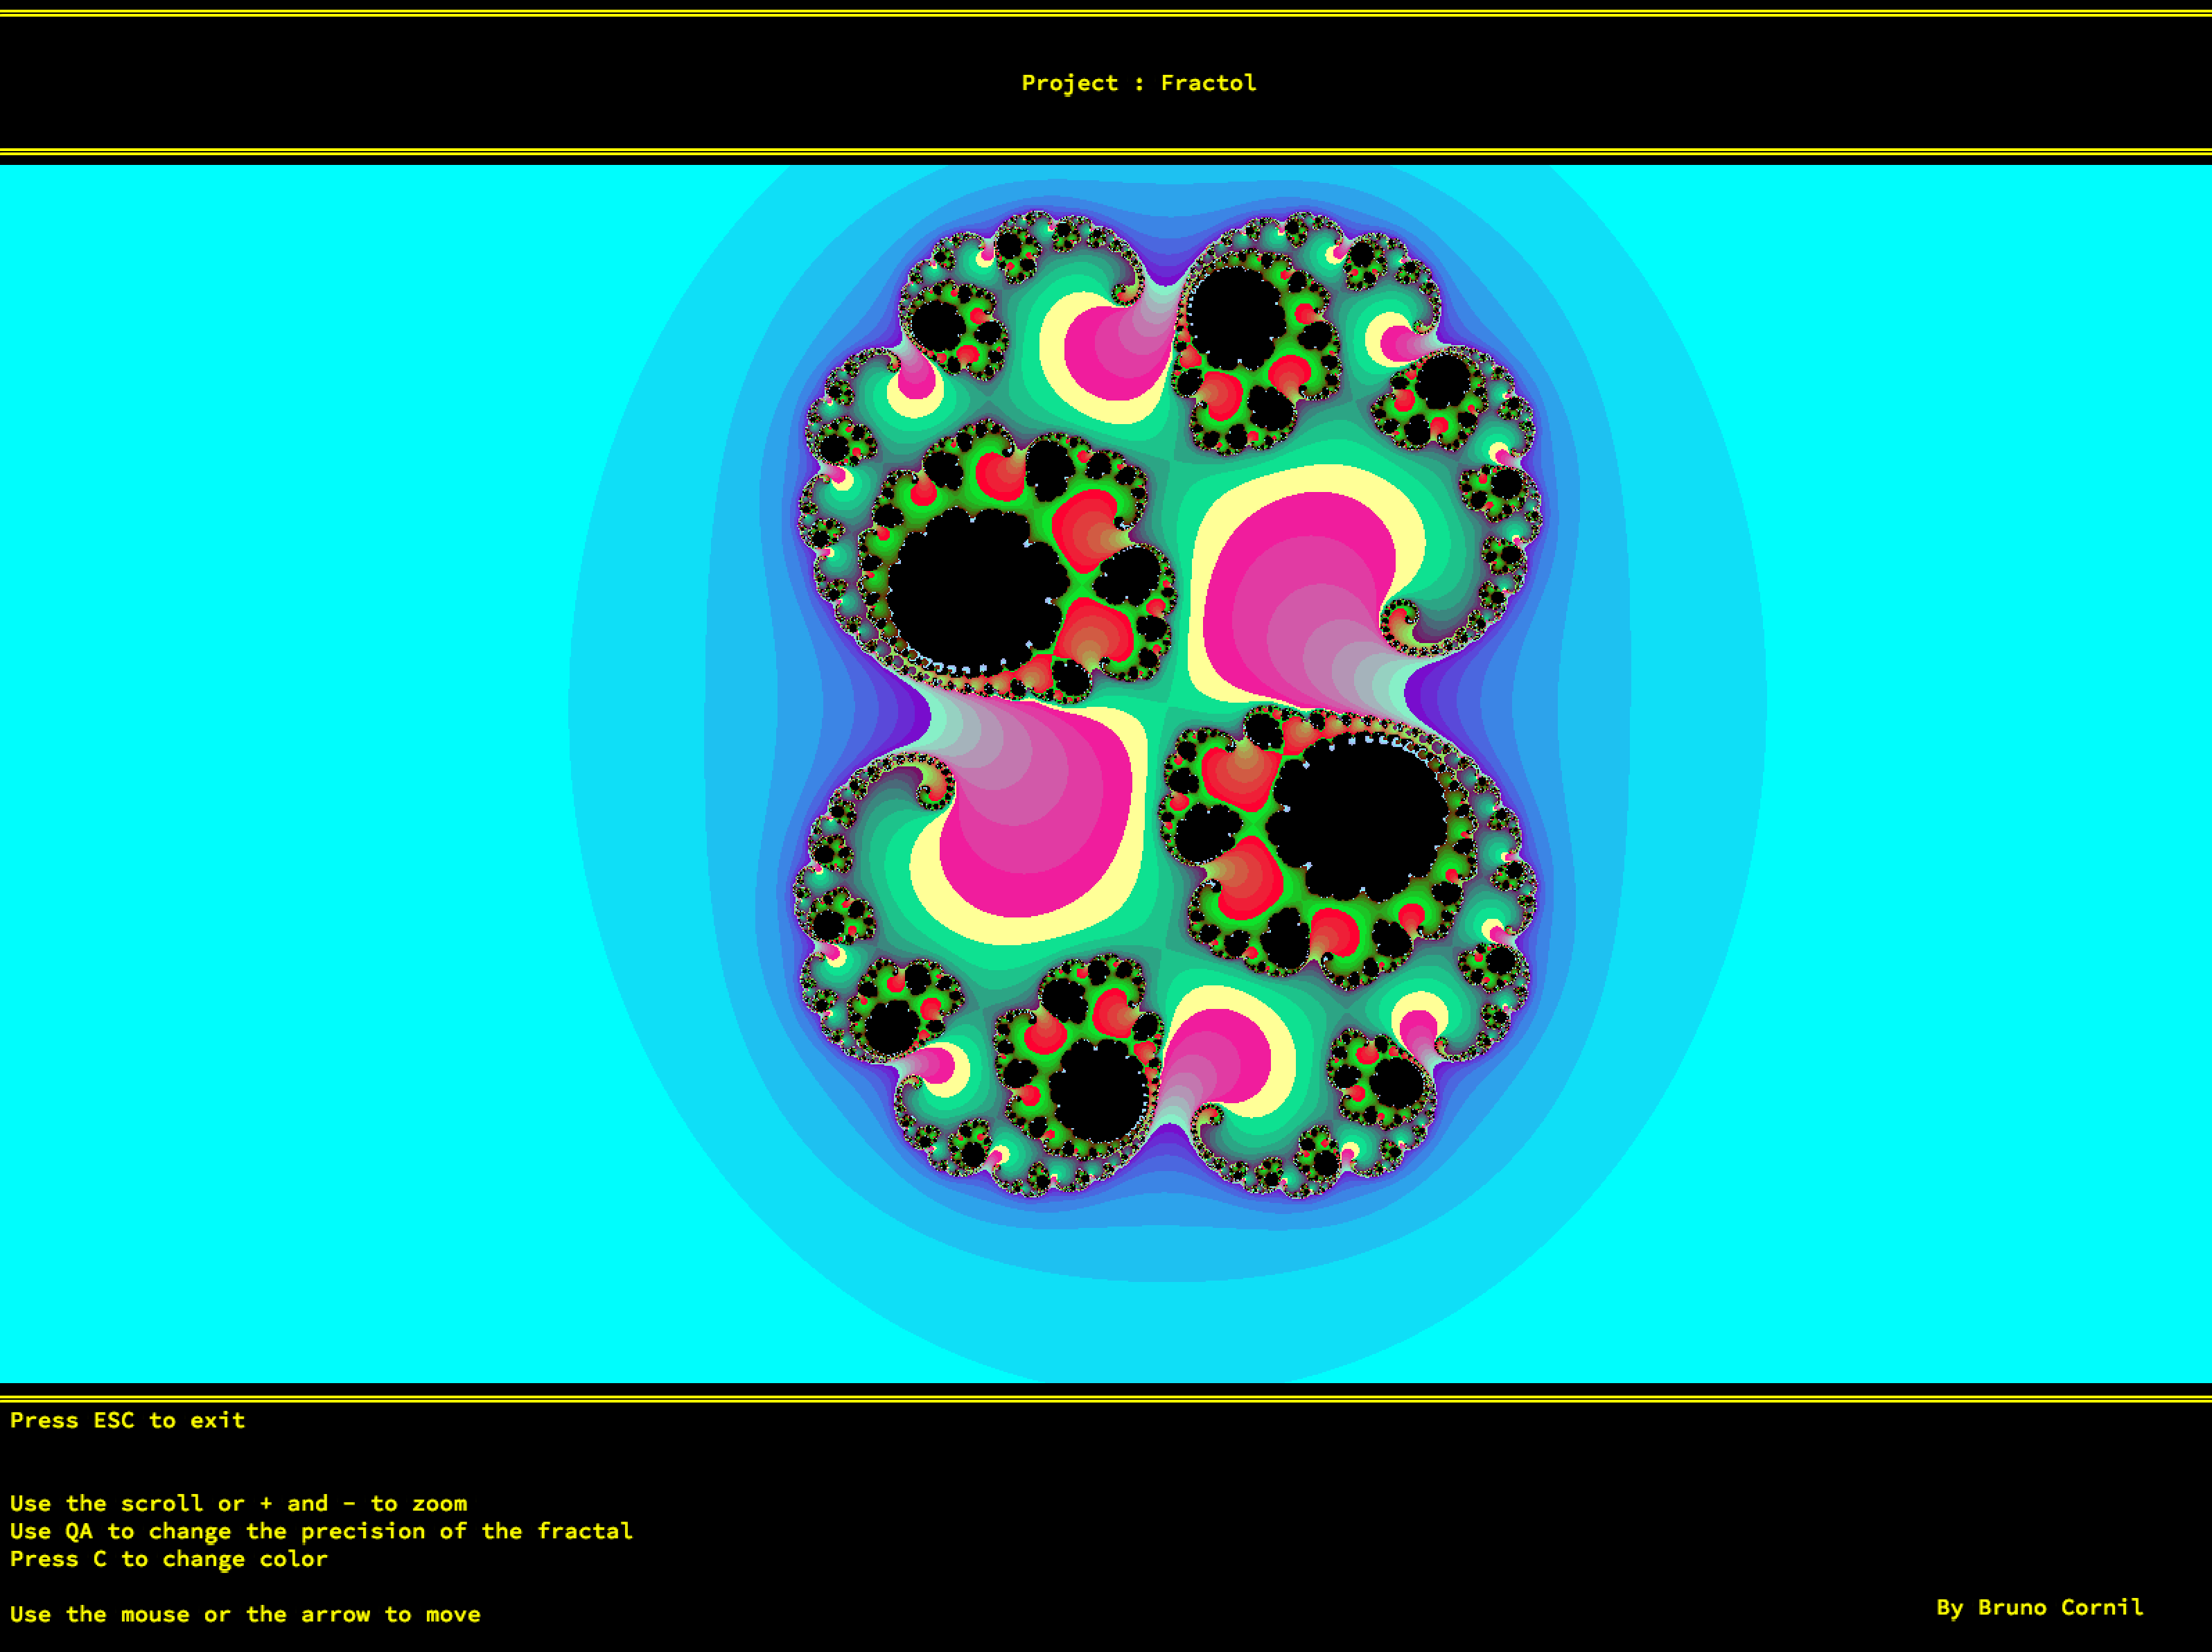 Project : Fractol
Press ESC to exit
Use the scroll or + and - to zoom
Use QA to change the precision of the fractal
Press C to change color
Use the mouse or the arrow to move
By Bruno Cornil